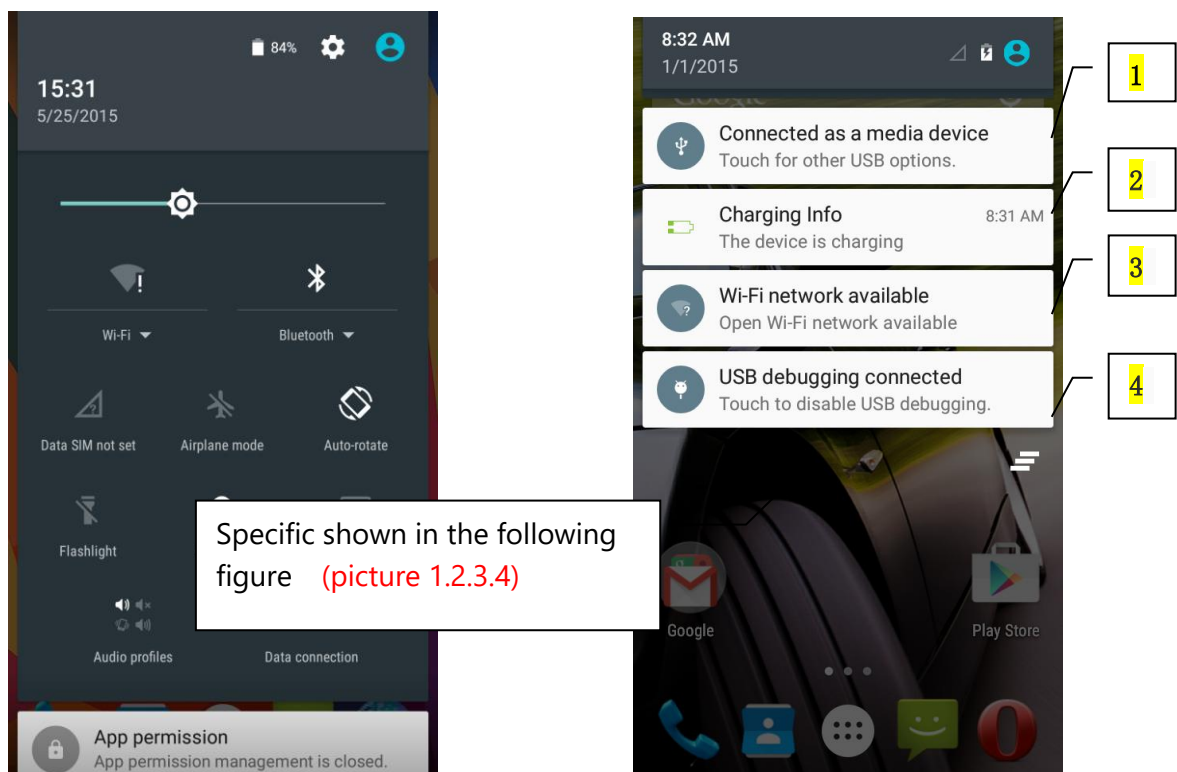 84%
15:31
5/25/2015
Wi-Fi
Bluetooth
Data SIM not set
Airplane mode
Auto-rotate
Flashlight
Audio profiles
Data connection
App permission
App permission management is closed.
Specific shown in the following
figure (picture 1.2.3.4)
8:32 AM
1/1/2015
Google
Connected as a media device
Touch for other USB options.
Charging Info 8:31 AM
The device is charging
Wi-Fi network available
Open Wi-Fi network available
USB debugging connected
Touch to disable USB debugging.
Google
Play Store
1
2
3
4